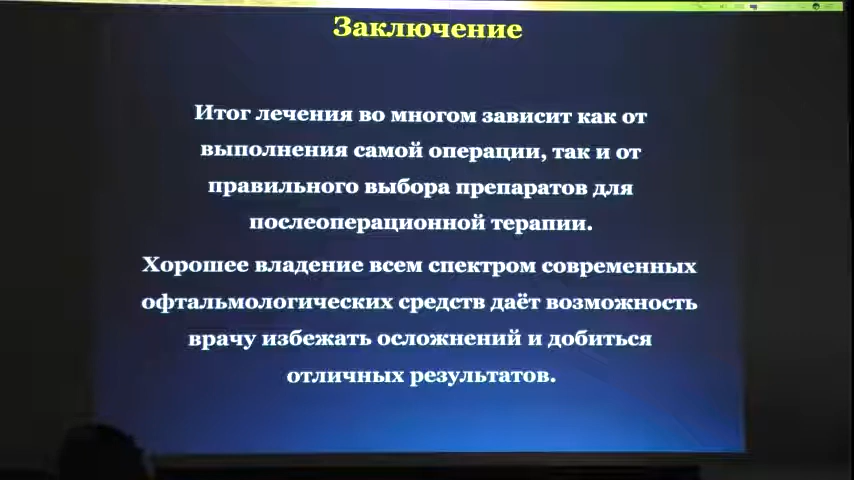 Заключение
Итог лечения во многом зависит как от
выполнения самой операции, так и от
правильного выбора препаратов для
послеоперационной терапии.
Хорошее владение всем спектром современных
офтальмологических средств даёт возможность
врачу избежать осложнений и добиться
отличных результатов.